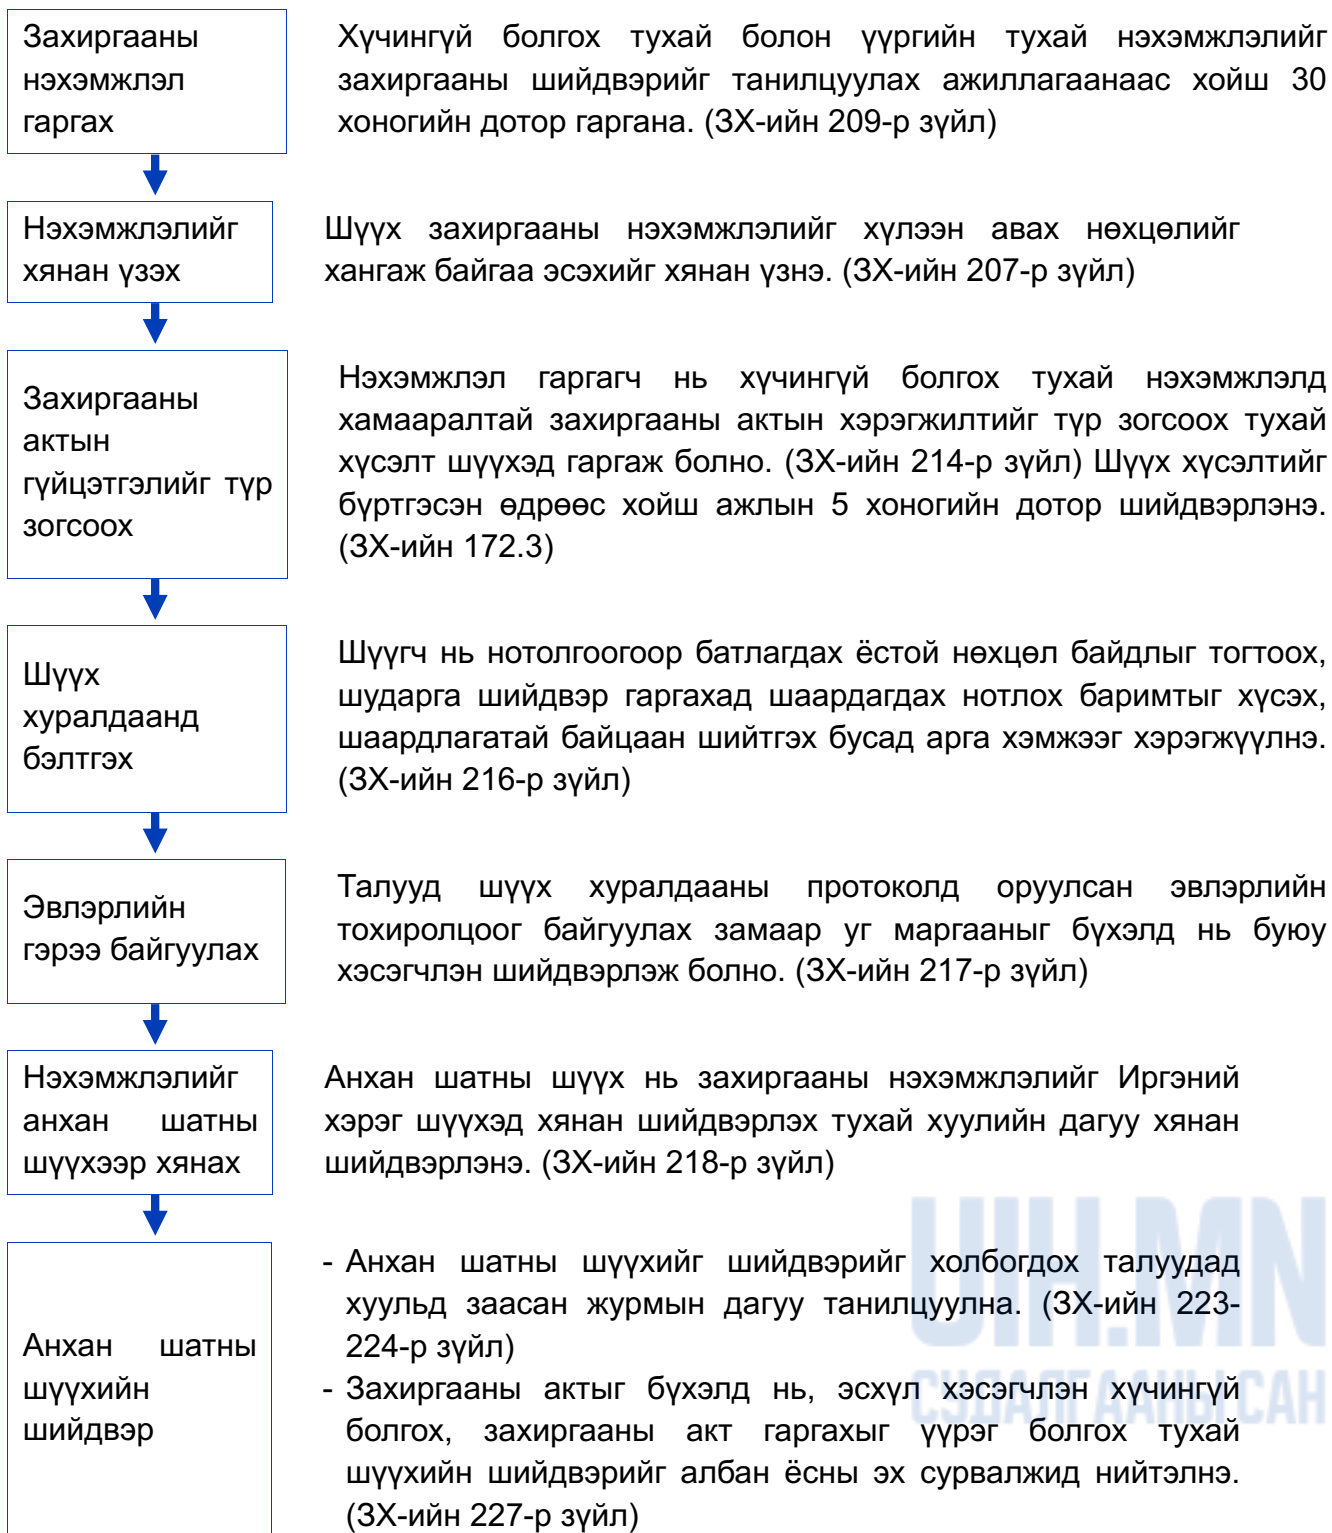 Захиргааны
нэхэмжлэл
гаргах
Хүчингүй болгох тухай болон үүргийн тухай нэхэмжлэлийг
захиргааны шийдвэрийг танилцуулах ажиллагаанаас хойш 30
хоногийн дотор гаргана. (ЗХ-ийн 209-р зүйл)
Нэхэмжлэлийг
хянан үзэх
Шүүх захиргааны нэхэмжлэлийг хүлээн авах нөхцөлийг
хангаж байгаа эсэхийг хянан үзнэ. (ЗХ-ийн 207-р зүйл)
Захиргааны
актын
гүйцэтгэлийг түр
зогсоох
Нэхэмжлэл гаргагч нь хүчингүй болгох тухай нэхэмжлэлд
хамааралтай захиргааны актын хэрэгжилтийг түр зогсоох тухай
хүсэлт шүүхэд гаргаж болно. (ЗХ-ийн 214-р зүйл) Шүүх хүсэлтийг
бүртгэсэн өдрөөс хойш ажлын 5 хоногийн дотор шийдвэрлэнэ.
(ЗХ-ийн 172.3)
Шүүх
хуралдаанд
бэлтгэх
Шүүгч нь нотолгоогоор батлагдах ёстой нөхцөл байдлыг тогтоох,
шударга шийдвэр гаргахад шаардагдах нотлох баримтыг хүсэх,
шаардлагатай байцаан шийтгэх бусад арга хэмжээг хэрэгжүүлнэ.
(ЗХ-ийн 216-р зүйл)
Эвлэрлийн
гэрээ байгуулах
Талууд шүүх хуралдааны протоколд оруулсан эвлэрлийн
тохиролцоог байгуулах замаар уг маргааныг бүхэлд нь буюу
хэсэгчлэн шийдвэрлэж болно. (ЗХ-ийн 217-р зүйл)
Нэхэмжлэлийг
анхан шатны
шүүхээр хянах
Анхан шатны шүүх нь захиргааны нэхэмжлэлийг Иргэний
хэрэг шүүхэд хянан шийдвэрлэх тухай хуулийн дагуу хянан
шийдвэрлэнэ. (ЗХ-ийн 218-р зүйл)
Анхан шатны
шүүхийн
шийдвэр
- Анхан шатны шүүхийг шийдвэрийг холбогдох талуудад
хуульд заасан журмын дагуу танилцуулна. (ЗХ-ийн 223-
224-р зүйл)
- Захиргааны актыг бүхэлд нь, эсхүл хэсэгчлэн хүчингүй
болгох, захиргааны акт гаргахыг үүрэг болгох тухай
шүүхийн шийдвэрийг албан ёсны эх сурвалжид нийтэлнэ.
(ЗХ-ийн 227-р зүйл)
UIH.MN
СУДАЛГААНЫ САН